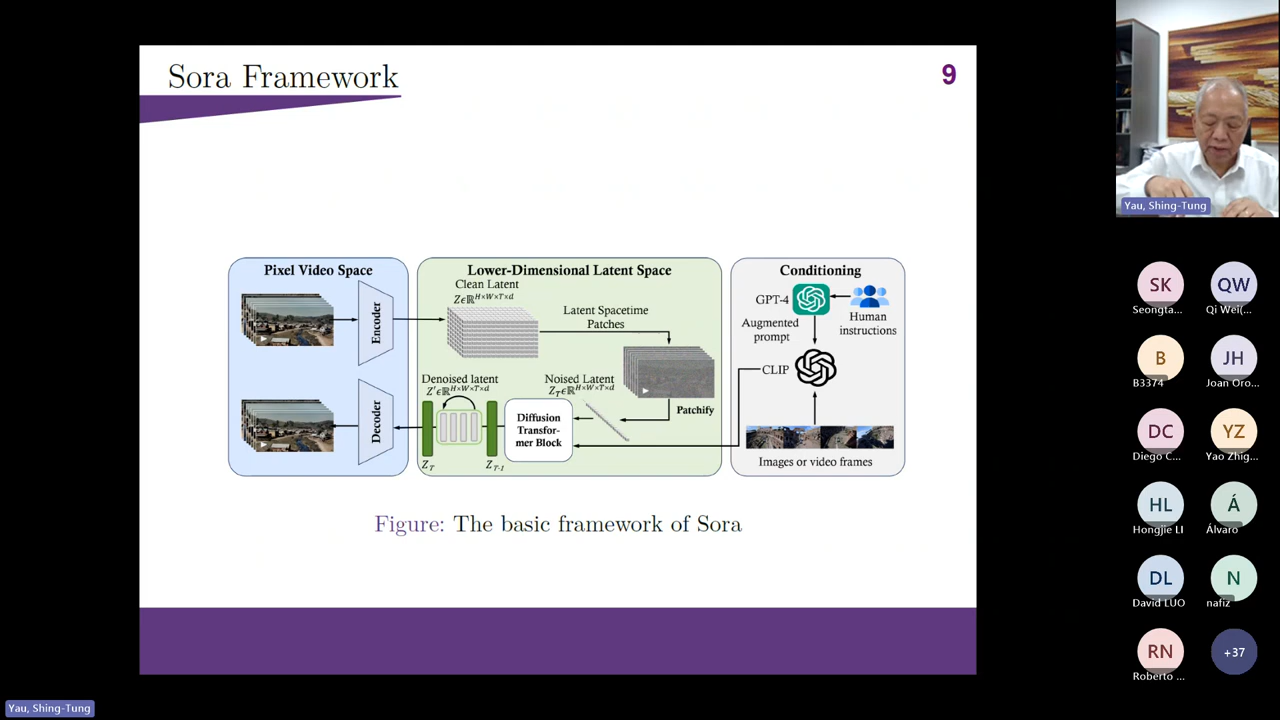 Sora Framework
9
Pixel Video Space
Encoder
Decoder
Lower-Dimensional Latent Space
Clean Latent
Z∈ℝ^{H×W×T×d}
Latent Spacetime
Patches
Patchify
Denoised latent
Z'∈ℝ^{H×W×T×d}
Noised Latent
Z_T∈ℝ^{H×W×T×d}
Diffusion
Transfor-
mer Block
Z_T
Z_{T-1}
Conditioning
GPT-4
Human
instructions
Augmented
prompt
CLIP
Images or video frames
Figure: The basic framework of Sora
Yau, Shing-Tung
SK
Seongta...
QW
Qi Wei(...
B
B3374
JH
Joan Oro...
DC
Diego C...
YZ
Yao Zhig...
HL
Hongjie LI
Á
Álvaro
DL
David LUO
N
nafiz
RN
Roberto ...
+37
Yau, Shing-Tung